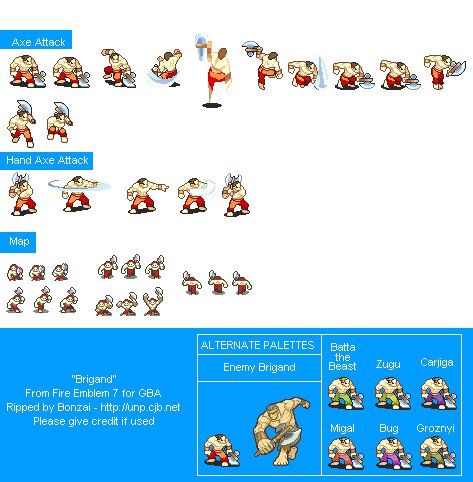 Axe Attack
Hand Axe Attack
Map
"Brigand"
From Fire Emblem 7 for GBA
Ripped by Bonzai - http://unp.cjb.net
Please give credit if used
ALTERNATE PALETTES
Enemy Brigand
Batta
the
Beast
Zugu
Carjiga
Migal
Bug
Groznyi